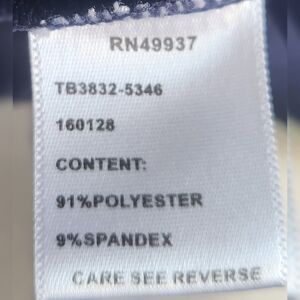 RN49937
TB3832-5346
160128
CONTENT:
91%POLYESTER
9%SPANDEX
CARE SEE REVERSE